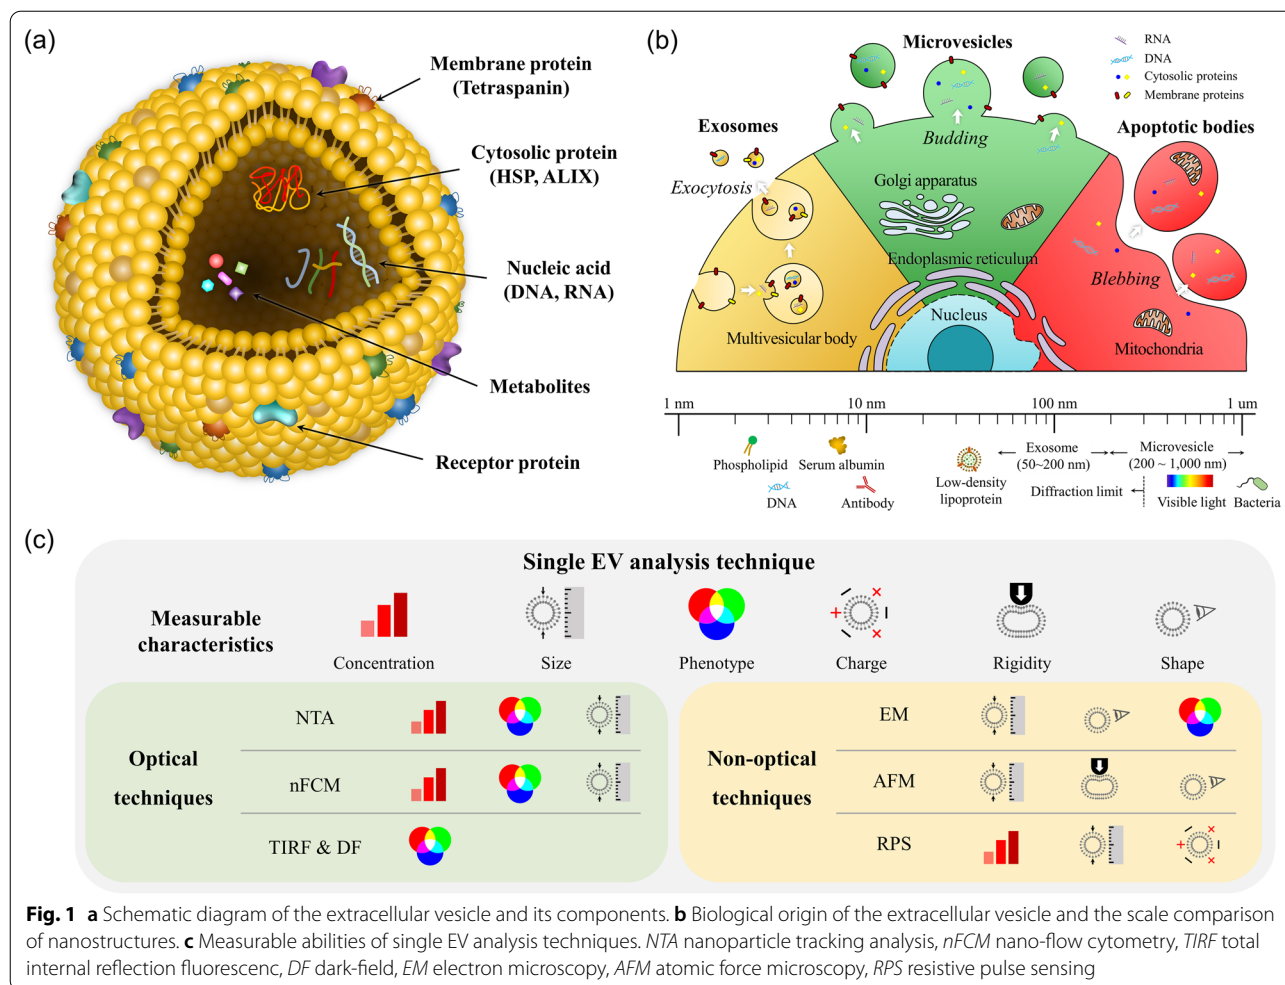 (a)
Membrane protein
(Tetraspanin)
Cytosolic protein
(HSP, ALIX)
Nucleic acid
(DNA, RNA)
Metabolites
Receptor protein
(b)
Microvesicles
RNA
DNA
Cytosolic proteins
Membrane proteins
Exosomes
Budding
Apoptotic bodies
Exocytosis
Golgi apparatus
Endoplasmic reticulum
Blebbing
Nucleus
Multivesicular body
Mitochondria
1 nm
10 nm
100 nm
1 um
Phospholipid
Serum albumin
DNA
Antibody
Low-density
lipoprotein
Exosome
(50~200 nm)
Microvesicle
(200 ~ 1,000 nm)
Diffraction limit
Visible light
Bacteria
(c)
Single EV analysis technique
Measurable
characteristics
Concentration
Size
Phenotype
Charge
Rigidity
Shape
Optical
techniques
NTA
nFCM
TIRF & DF
Non-optical
techniques
EM
AFM
RPS
Fig. 1 a Schematic diagram of the extracellular vesicle and its components. b Biological origin of the extracellular vesicle and the scale comparison
of nanostructures. c Measurable abilities of single EV analysis techniques. NTA nanoparticle tracking analysis, nFCM nano-flow cytometry, TIRF total
internal reflection fluorescenc, DF dark-field, EM electron microscopy, AFM atomic force microscopy, RPS resistive pulse sensing